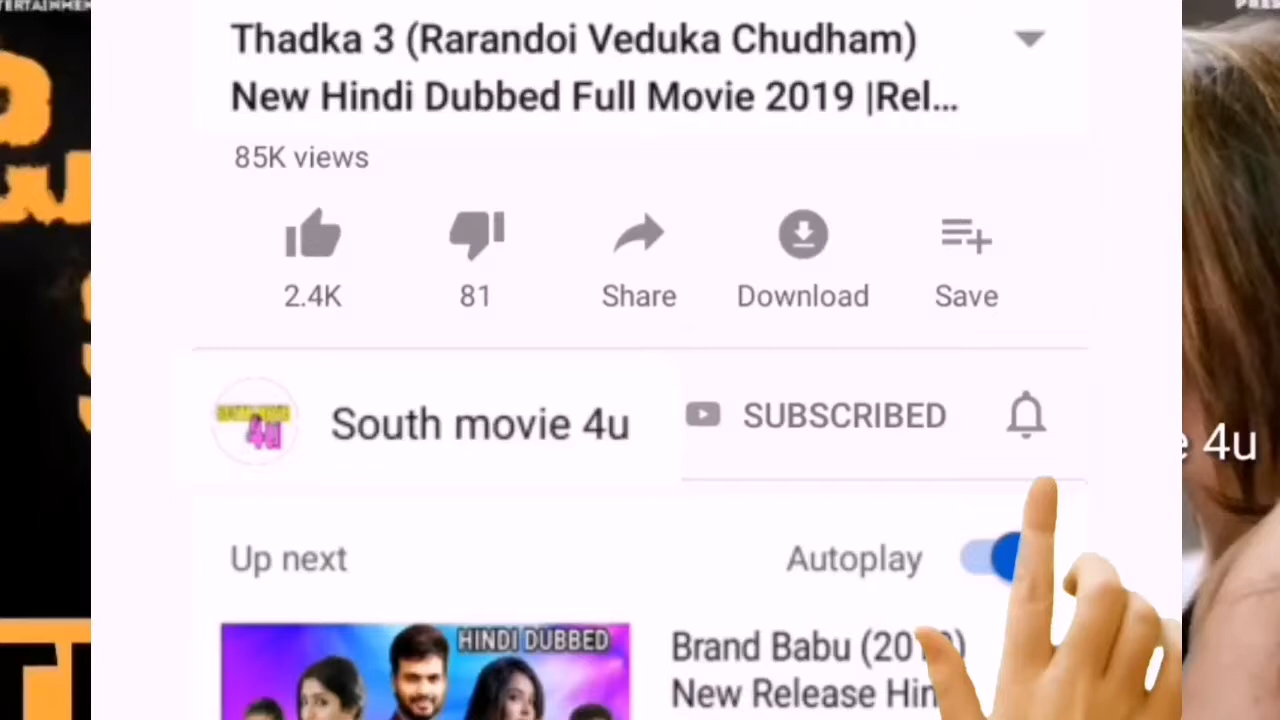 Thadka 3 (Rarandoi Veduka Chudham)
New Hindi Dubbed Full Movie 2019 |Rel...
85K views
2.4K
81
Share
Download
Save
South movie 4u
SUBSCRIBED
4u
Up next
Autoplay
HINDI DUBBED
Brand Babu
New Release